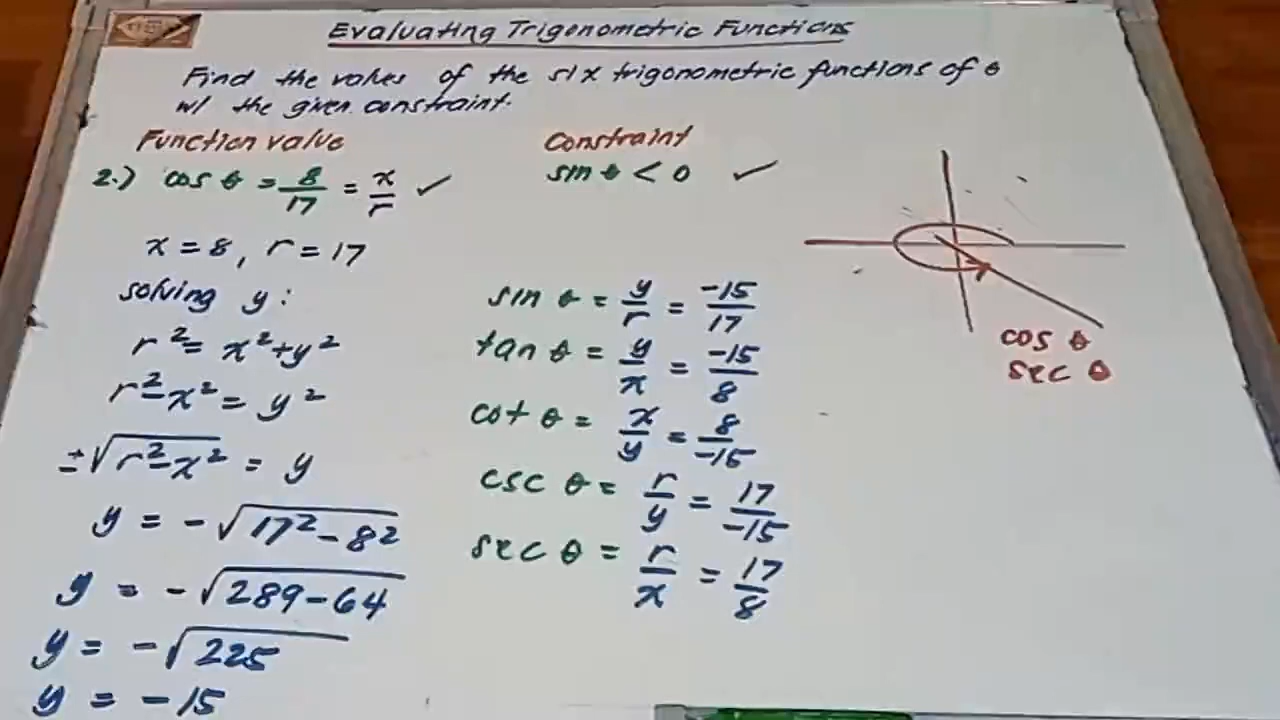 Evaluating Trigonometric Functions
Find the values of the six trigonometric functions of θ
w/ the given constraint.
Function value
Constraint
2.) cos θ = 8/17 = x/r ✓
sin θ < 0 ✓
x = 8, r = 17
solving y:
r² = x² + y²
r² - x² = y²
±√(r² - x²) = y
y = -√(17² - 8²)
y = -√(289 - 64)
y = -√225
y = -15
sin θ = y/r = -15/17
tan θ = y/x = -15/8
cot θ = x/y = 8/-15
csc θ = r/y = 17/-15
sec θ = r/x = 17/8
cos θ
sec θ